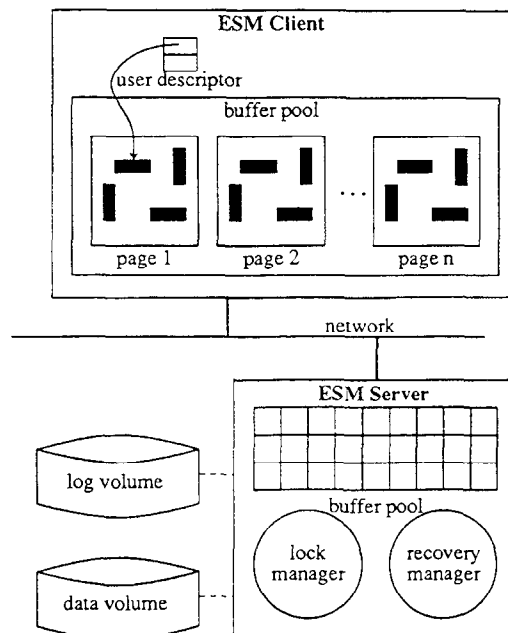 ESM Client
user descriptor
buffer pool
...
page 1
page 2
page n
network
ESM Server
log volume
buffer pool
lock
manager
recovery
manager
data volume